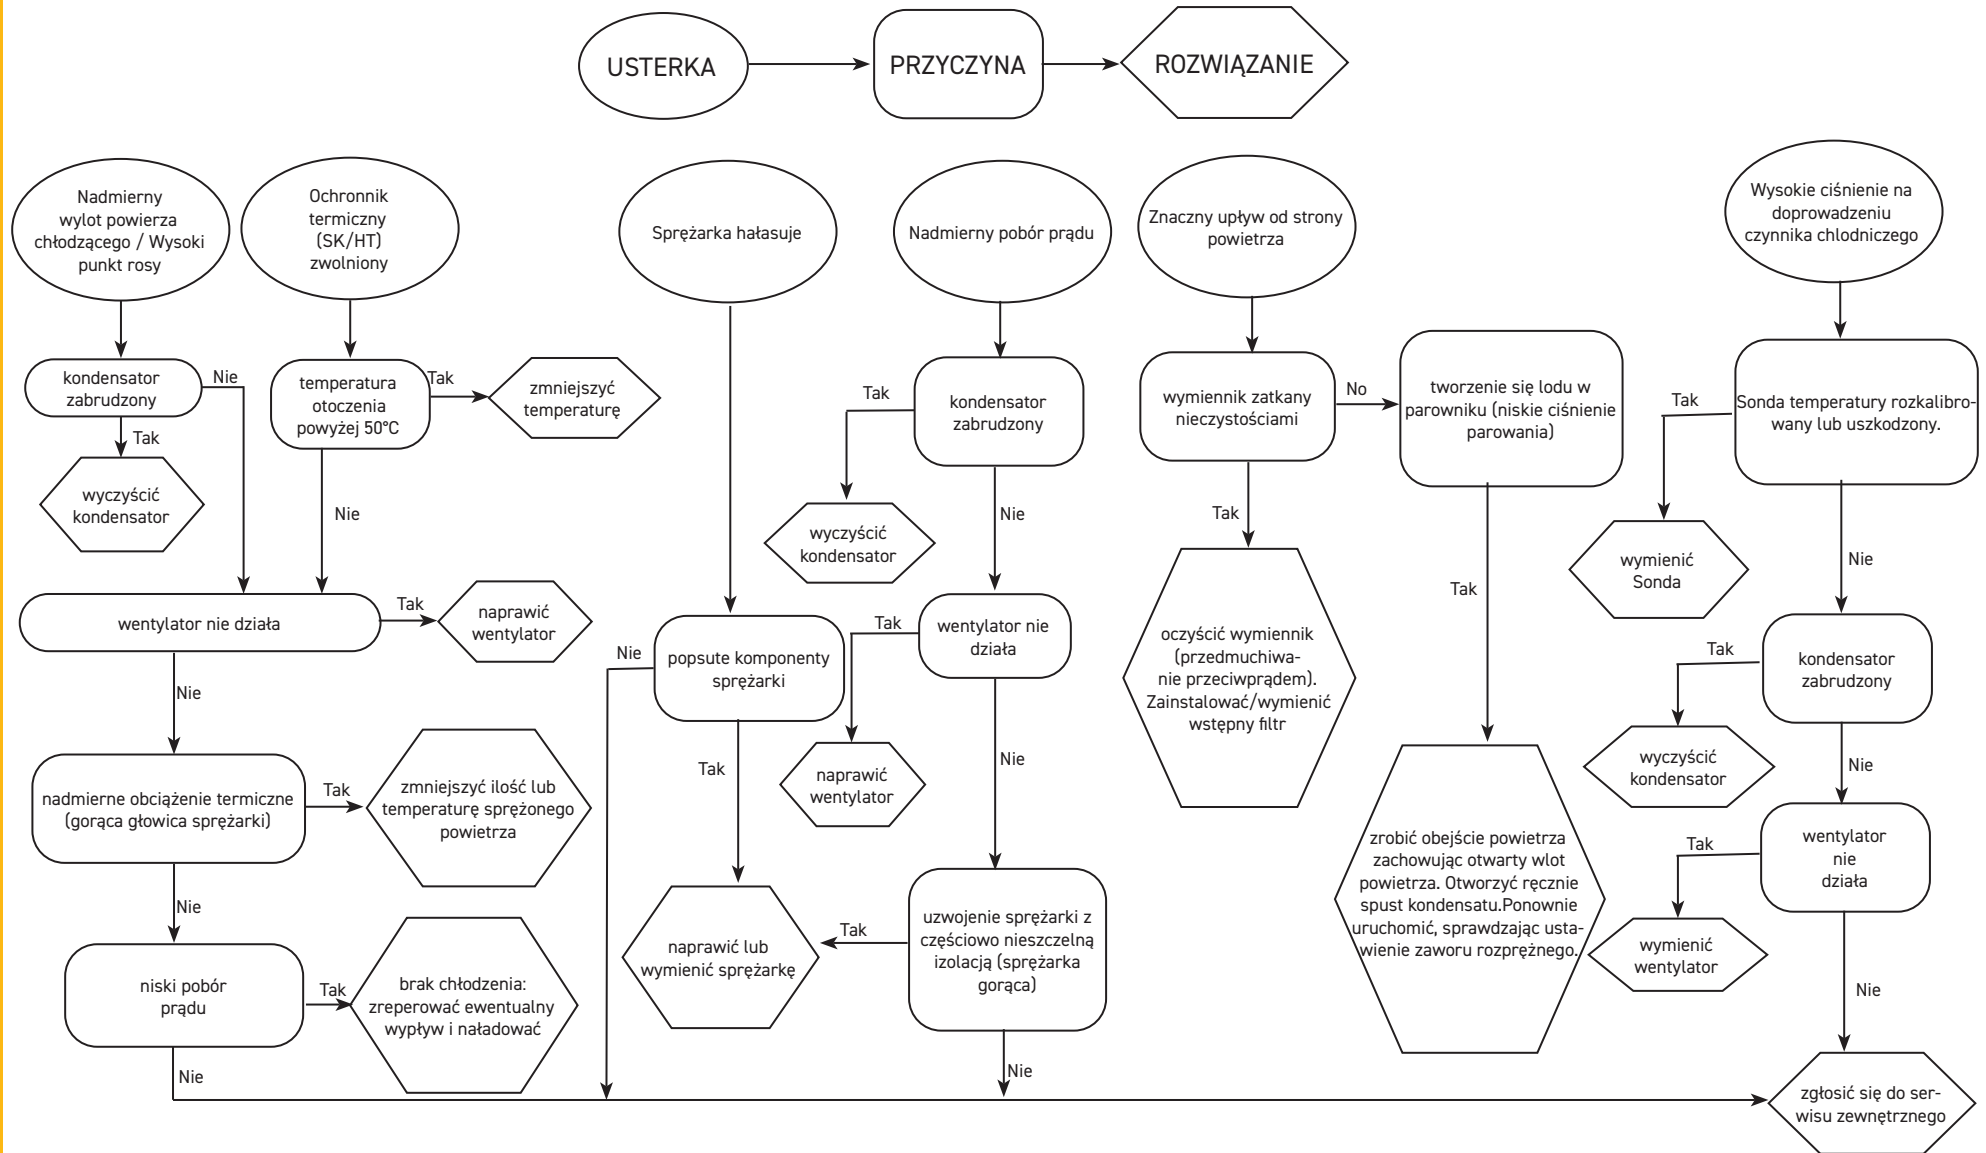 USTERKA
PRZYCZYNA
ROZWIĄZANIE
Nadmierny
wylot powierza
chłodzącego / Wysoki
punkt rosy
kondensator
zabrudzony
Nie
Tak
wyczyścić
kondensator
Ochronnik
termiczny
(SK/HT)
zwolniony
temperatura
otoczenia
powyżej 50°C
Tak
zmniejszyć
temperaturę
Nie
wentylator nie działa
Tak
naprawić
wentylator
Nie
nadmierne obciążenie termiczne
(gorąca głowica sprężarki)
Tak
zmniejszyć ilość lub
temperaturę sprężonego
powietrza
Nie
niski pobór
prądu
Tak
brak chłodzenia:
zreperować ewentualny
wypływ i naładować
Nie
Sprężarka hałasuje
popsute komponenty
sprężarki
Nie
Tak
naprawić lub
wymienić sprężarkę
Nadmierny pobór prądu
kondensator
zabrudzony
Tak
wyczyścić
kondensator
Nie
wentylator nie
działa
Tak
naprawić
wentylator
Nie
uzwojenie sprężarki z
częściowo nieszczelną
izolacją (sprężarka
gorąca)
Tak
Nie
Znaczny upływ od strony
powietrza
wymiennik zatkany
nieczystościami
No
Tak
oczyścić wymiennik
(przedmuchiwa-
nie przeciwprądem).
Zainstalować/wymienić
wstępny filtr
tworzenie się lodu w
parowniku (niskie ciśnienie
parowania)
Tak
zrobić obejście powietrza
zachowując otwarty wlot
powietrza. Otworzyć ręcznie
spust kondensatu.Ponownie
uruchomić, sprawdzając usta-
wienie zaworu rozprężnego.
Wysokie ciśnienie na
doprowadzeniu
czynnika chlodniczego
Sonda temperatury rozkalibro-
wany lub uszkodzony.
Tak
wymienić
Sonda
Nie
kondensator
zabrudzony
Tak
wyczyścić
kondensator
Nie
wentylator
nie
działa
Tak
wymienić
wentylator
Nie
zgłosić się do ser-
wisu zewnętrznego